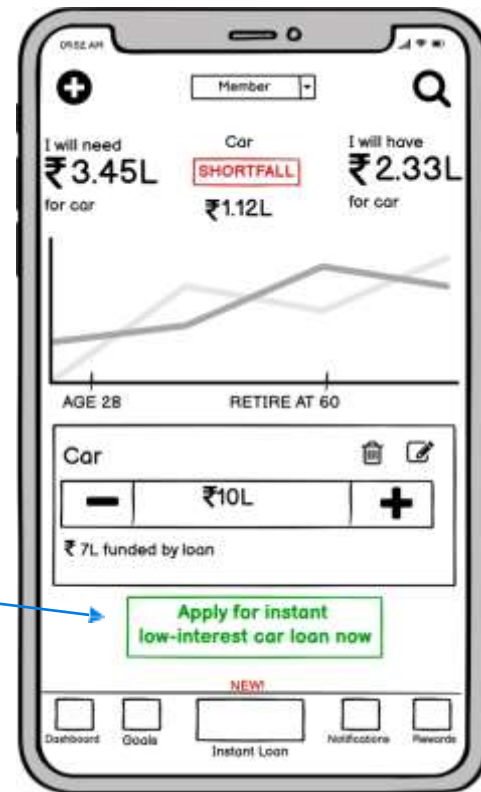 09:52 AM
Member
I will need
₹3.45L
for car
Car
SHORTFALL
₹1.12L
I will have
₹2.33L
for car
AGE 28
RETIRE AT 60
Car
₹10L
₹ 7L funded by loan
Apply for instant
low-interest car loan now
NEW!
Dashboard
Goals
Instant Loan
Notifications
Rewards